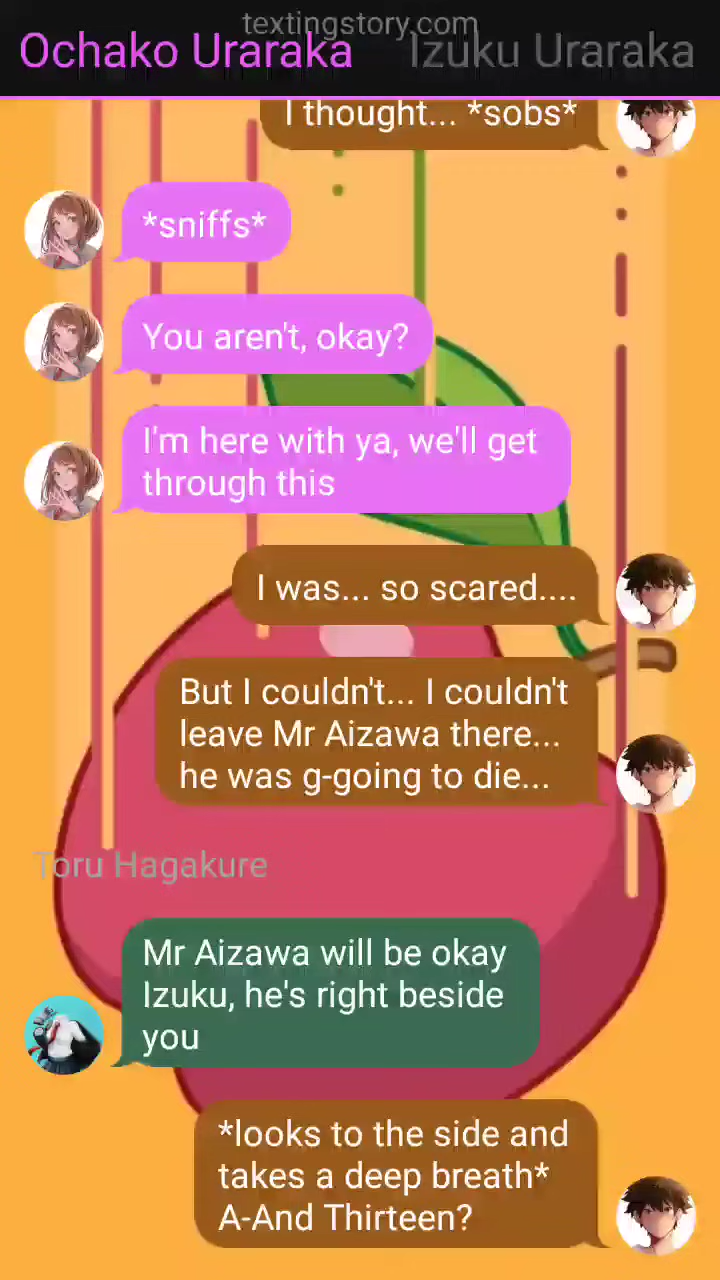 textingstory.com
Ochako Uraraka Izuku Uraraka
I thought... *sobs*
*sniffs*
You aren't, okay?
I'm here with ya, we'll get
through this
I was... so scared....
But I couldn't... I couldn't
leave Mr Aizawa there...
he was g-going to die...
Toru Hagakure
Mr Aizawa will be okay
Izuku, he's right beside
you
*looks to the side and
takes a deep breath*
A-And Thirteen?